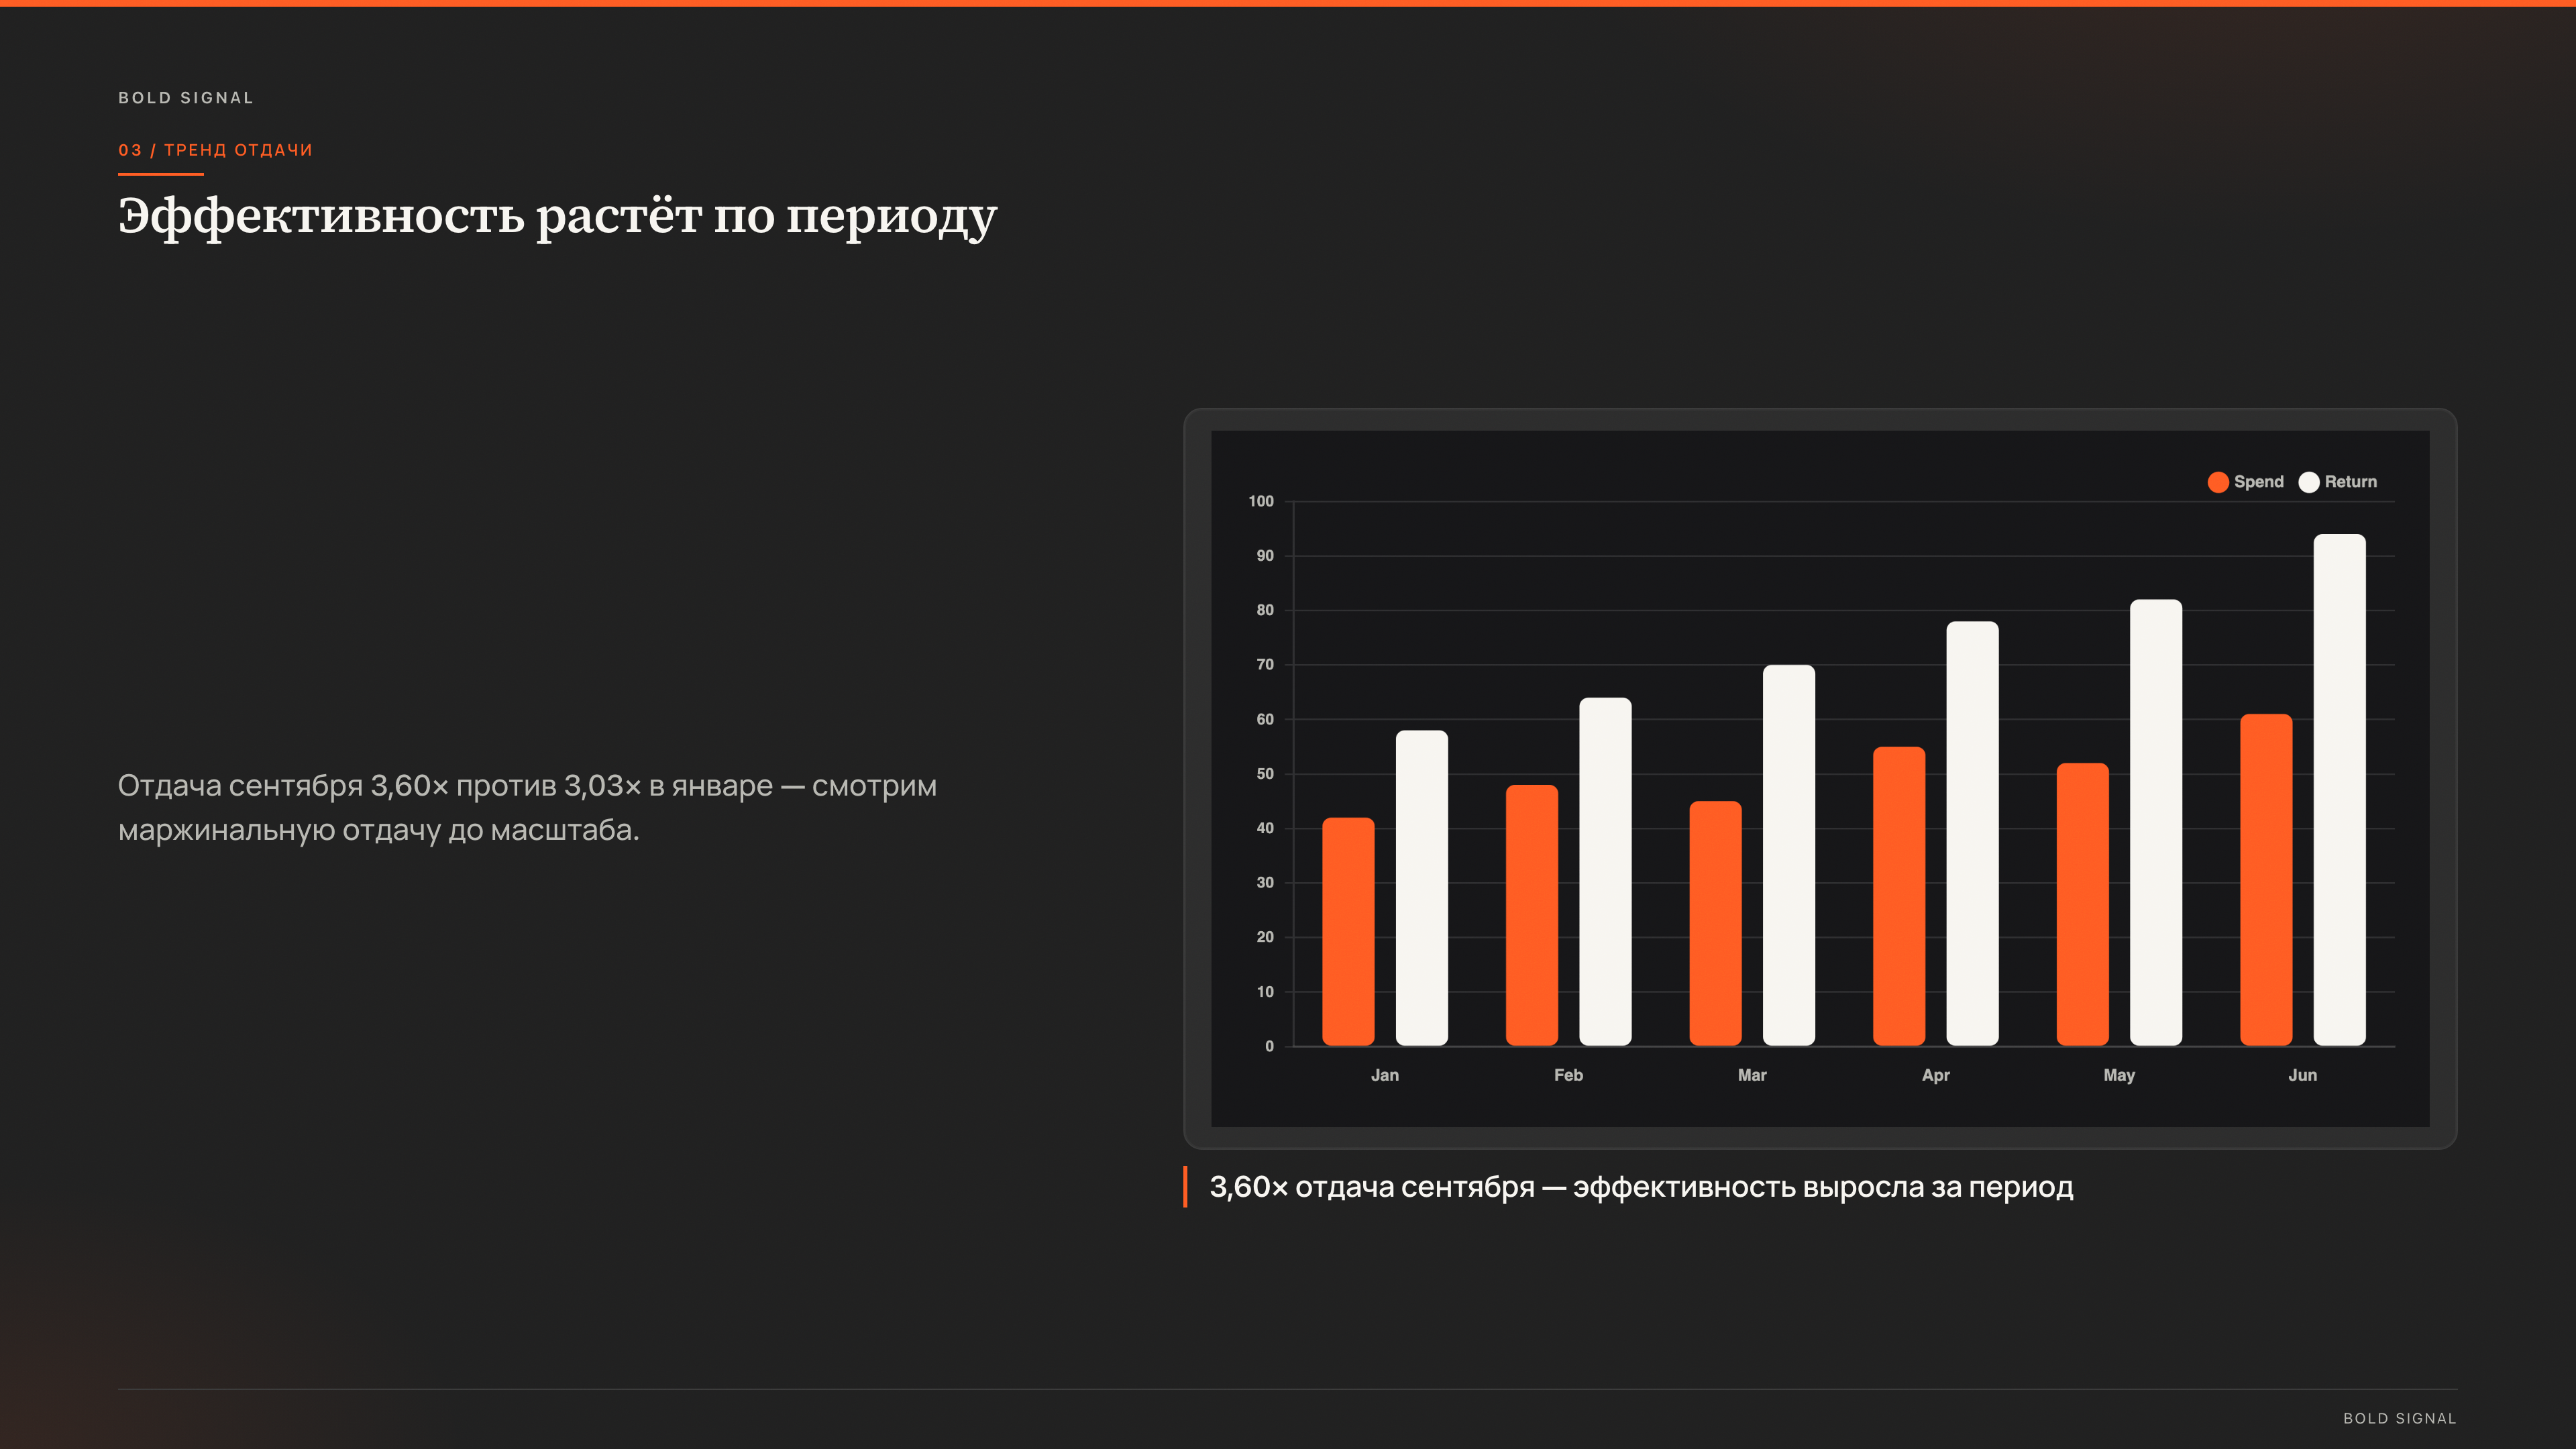 BOLD SIGNAL
03 / ТРЕНД ОТДАЧИ
Эффективность растёт по периоду
Отдача сентября 3,60× против 3,03× в январе — смотрим
маржинальную отдачу до масштаба.
Spend Return
100
90
80
70
60
50
40
30
20
10
0
Jan Feb Mar Apr May Jun
3,60× отдача сентября — эффективность выросла за период
BOLD SIGNAL